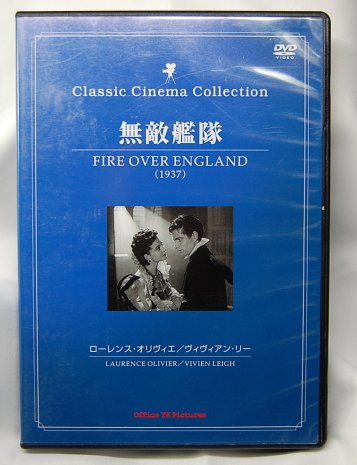 DVD
VIDEO
Classic Cinema Collection
無敵艦隊
FIRE OVER ENGLAND
(1937)
ローレンス・オリヴィエ／ヴィヴィアン・リー
LAURENCE OLIVIER／VIVIEN LEIGH
Office YK Pictures